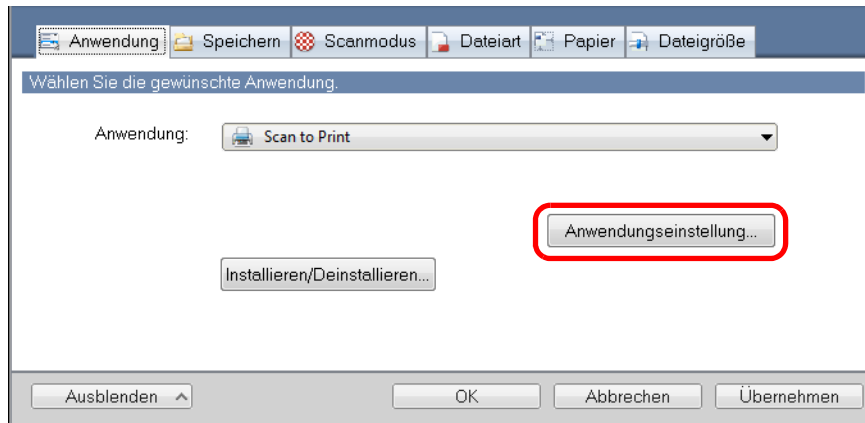 Anwendung Speichern Scanmodus Dateiart Papier Dateigröße
Wählen Sie die gewünschte Anwendung.
Anwendung: Scan to Print
Anwendungseinstellung...
Installieren/Deinstallieren...
Ausblenden OK Abbrechen Übernehmen